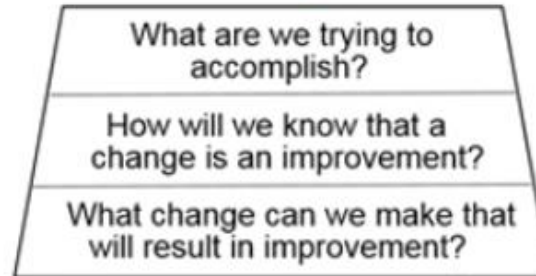 What are we trying to
accomplish?
How will we know that a
change is an improvement?
What change can we make that
will result in improvement?